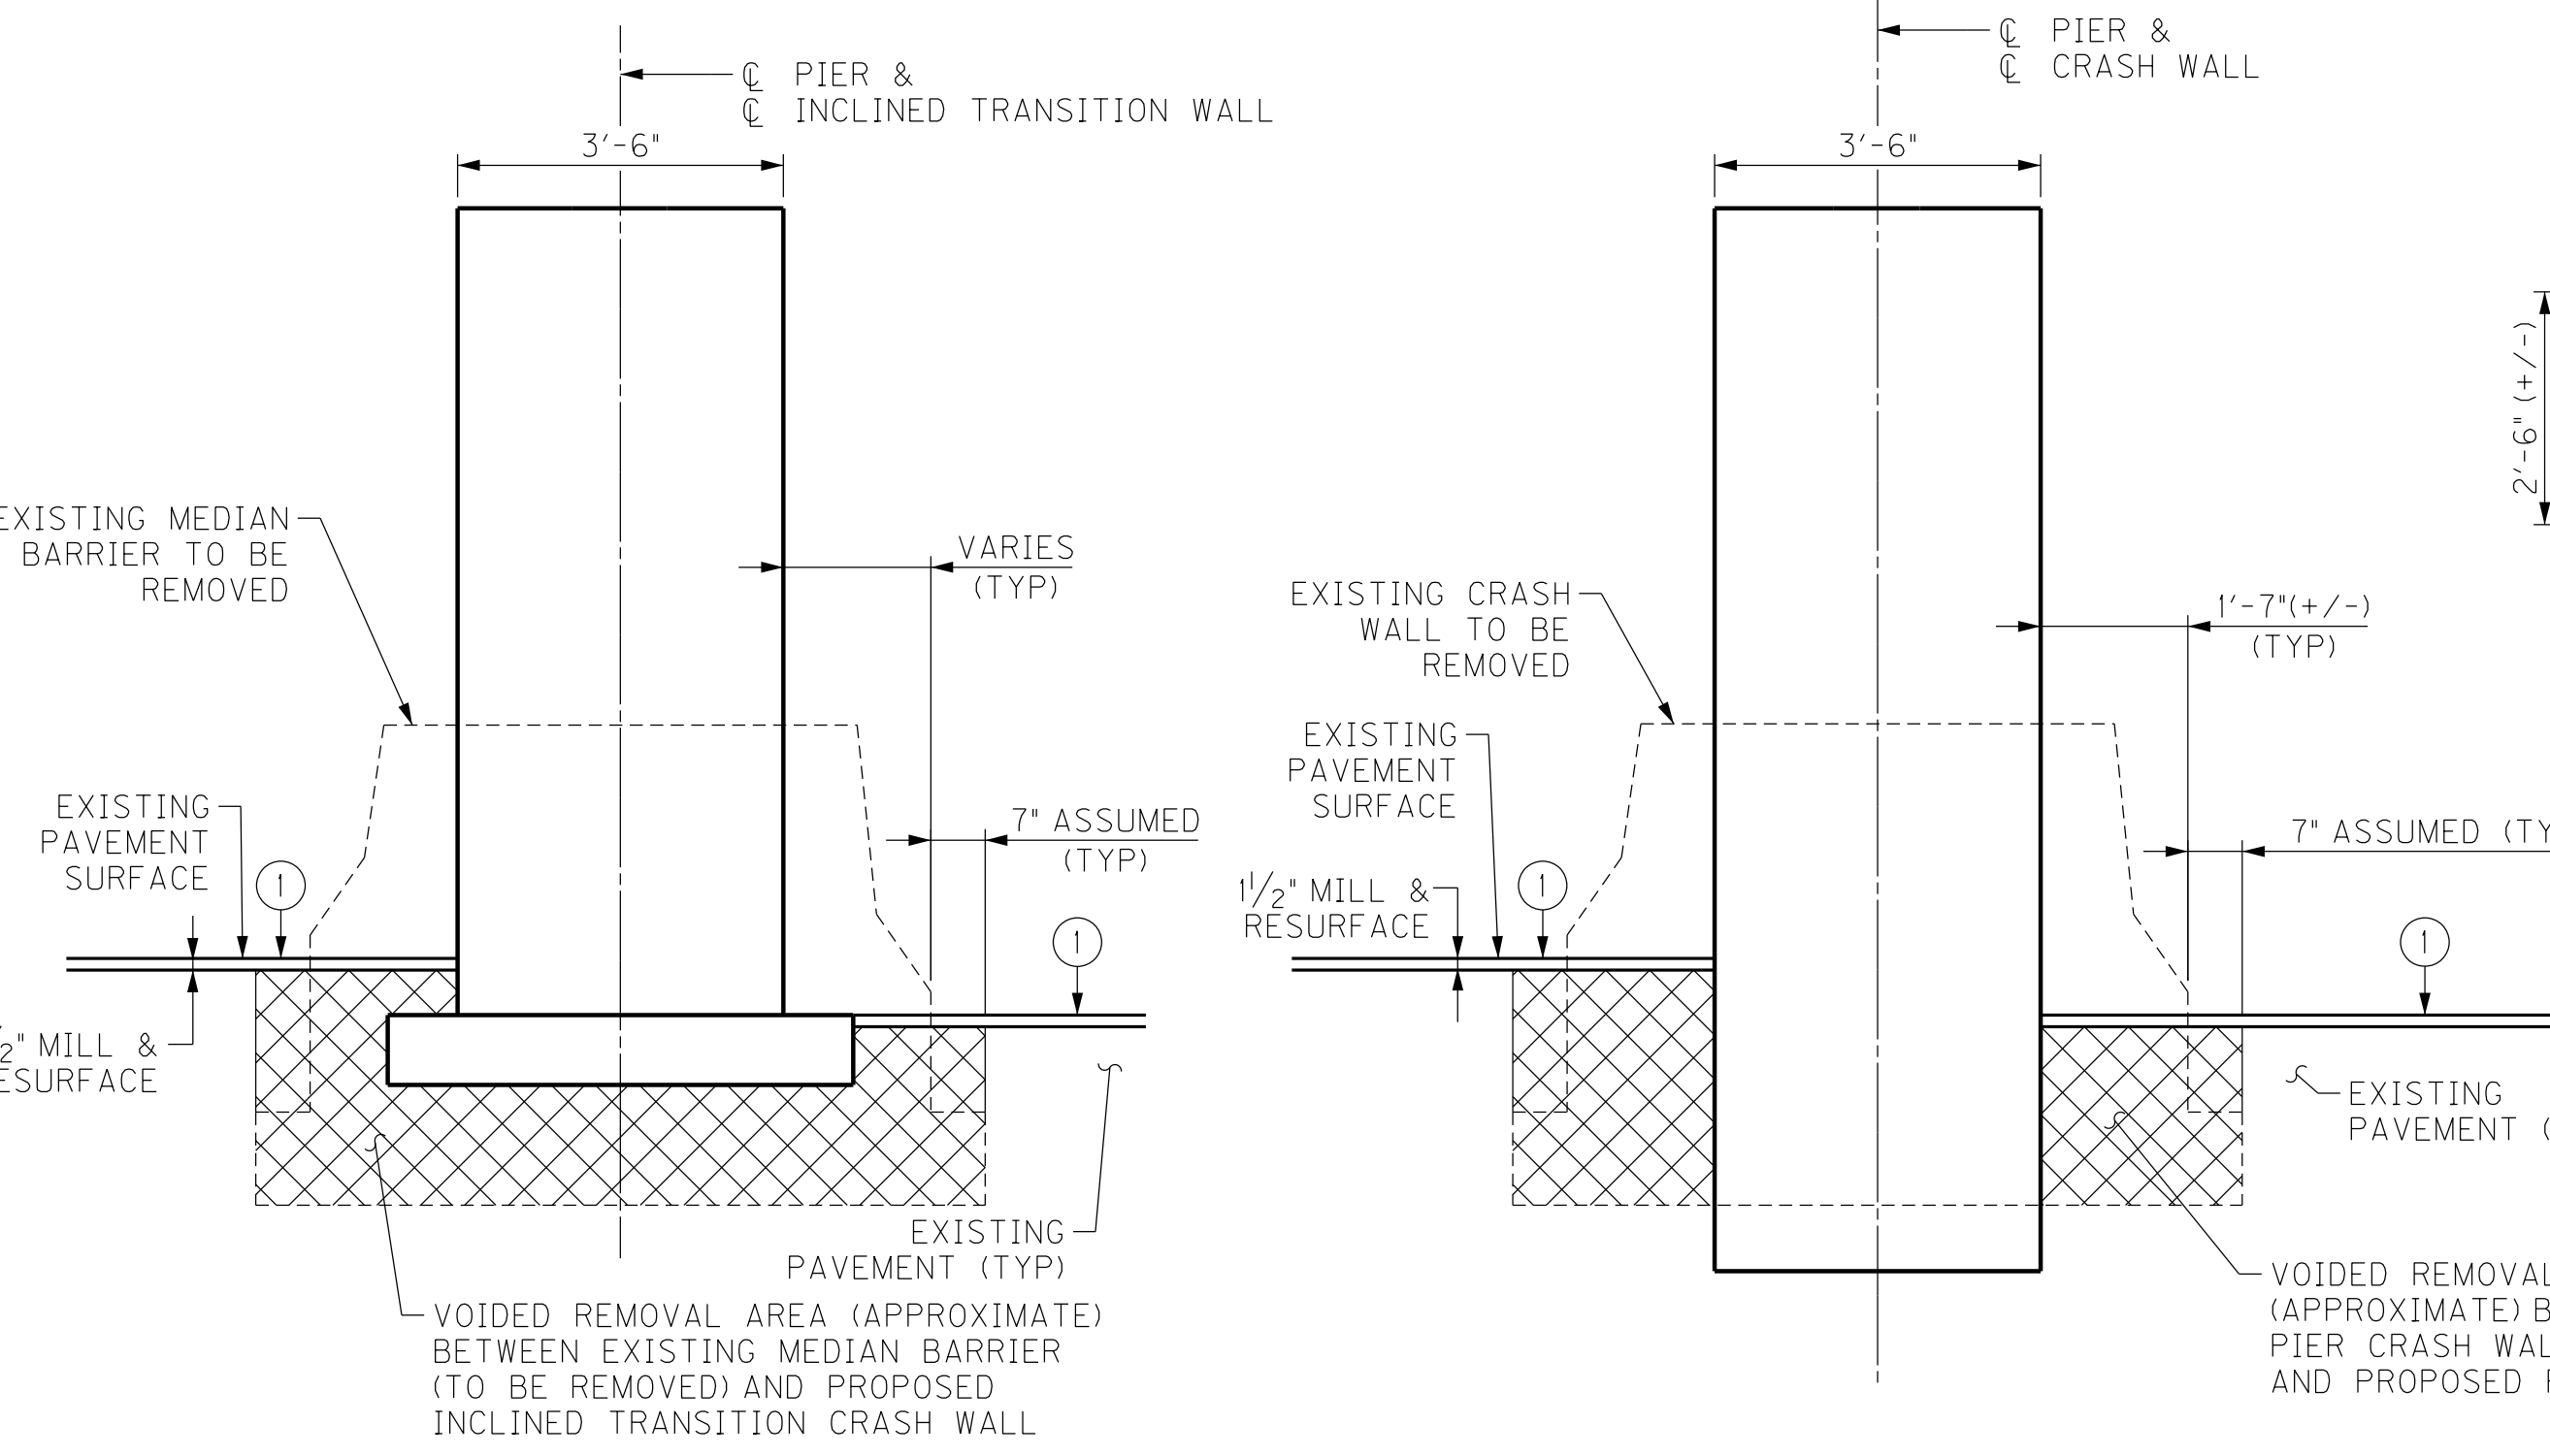 ℄ PIER &
℄ INCLINED TRANSITION WALL
3'-6"
EXISTING MEDIAN
BARRIER TO BE
REMOVED
VARIES
(TYP)
EXISTING
PAVEMENT
SURFACE
7" ASSUMED
(TYP)
1
1
MILL &
EXISTING
PAVEMENT (TYP)
VOIDED REMOVAL AREA (APPROXIMATE)
BETWEEN EXISTING MEDIAN BARRIER
(TO BE REMOVED) AND PROPOSED
INCLINED TRANSITION CRASH WALL
℄ PIER &
℄ CRASH WALL
3'-6"
2'-6"(+/-)
EXISTING CRASH
WALL TO BE
REMOVED
1'-7"(+/-)
(TYP)
EXISTING
PAVEMENT
SURFACE
7" ASSUMED
1½" MILL &
RESURFACE
1
1
EXISTING
PAVEMENT
VOIDED REMOVAL
(APPROXIMATE)
PIER CRASH
AND PROPOSED